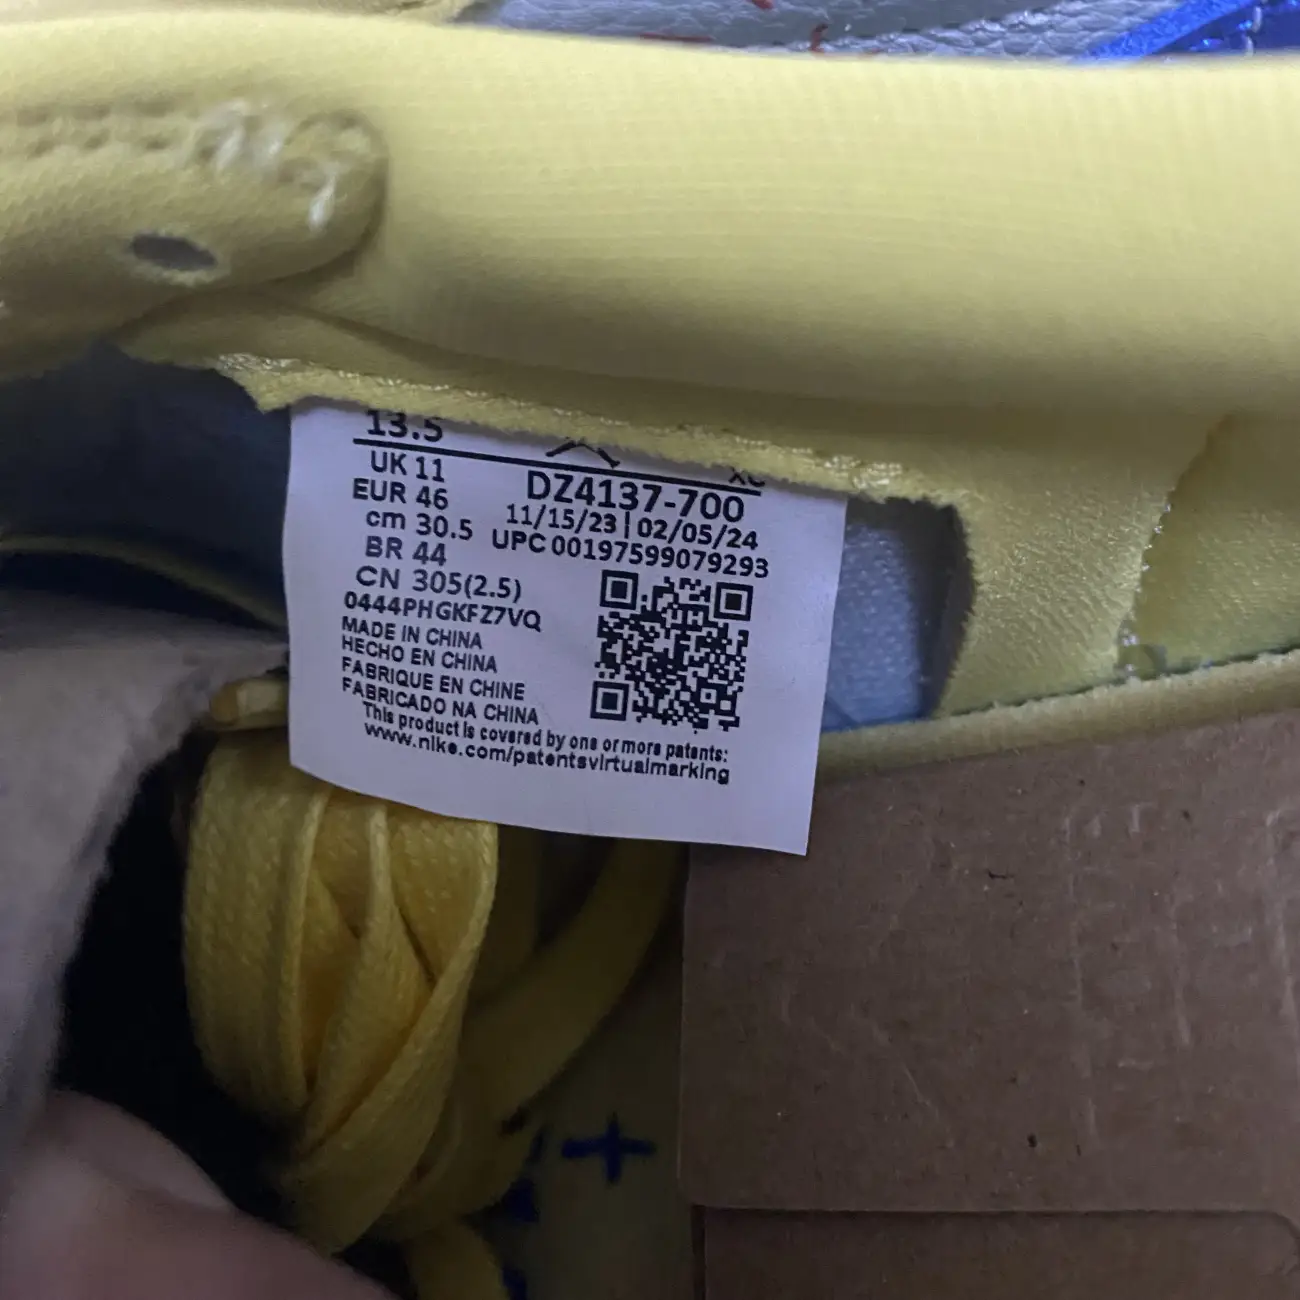 13.5
UK 11
EUR 46
cm 30.5
BR 44
CN 305(2.5)
0444PHGKFZ7VQ
DZ4137-700
11/15/23 | 02/05/24
UPC 00197599079293
MADE IN CHINA
HECHO EN CHINA
FABRIQUE EN CHINE
FABRICADO NA CHINA
This product is covered by one or more patents:
www.nike.com/patentsvirtualmarking